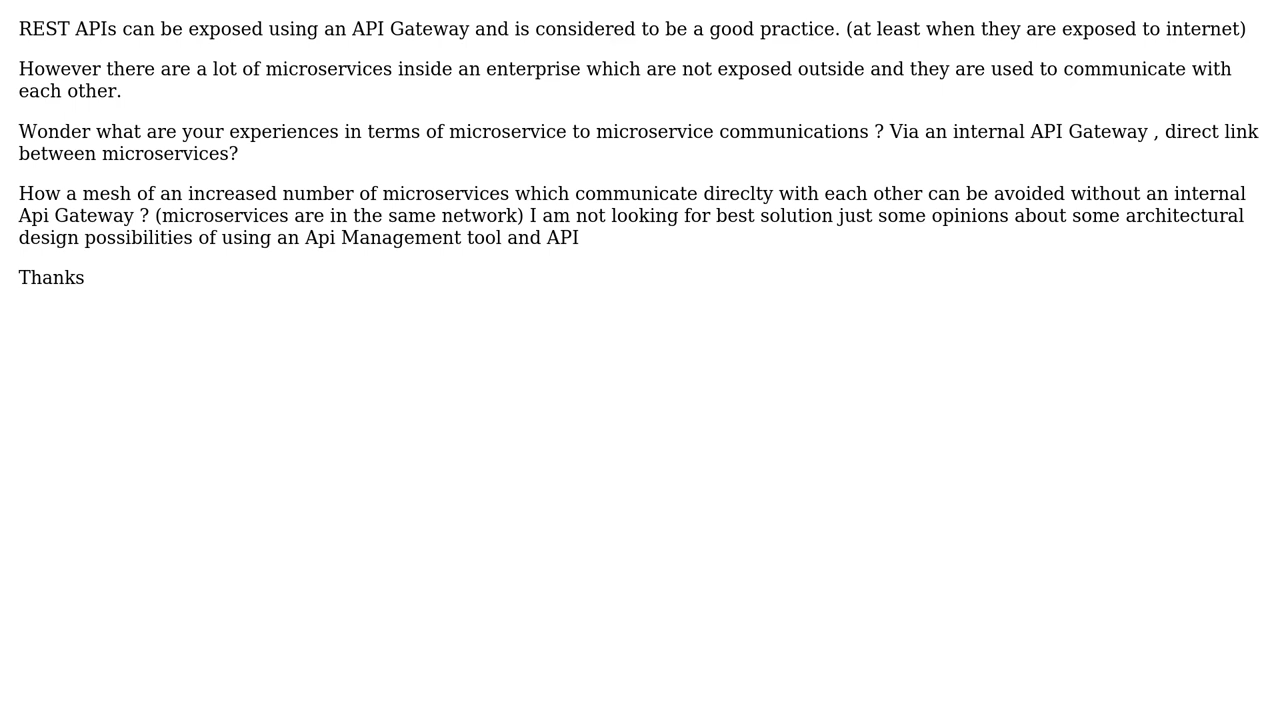 REST APIs can be exposed using an API Gateway and is considered to be a good practice. (at least when they are exposed to internet)
However there are a lot of microservices inside an enterprise which are not exposed outside and they are used to communicate with
each other.
Wonder what are your experiences in terms of microservice to microservice communications ? Via an internal API Gateway , direct link
between microservices?
How a mesh of an increased number of microservices which communicate direclty with each other can be avoided without an internal
Api Gateway ? (microservices are in the same network) I am not looking for best solution just some opinions about some architectural
design possibilities of using an Api Management tool and API
Thanks